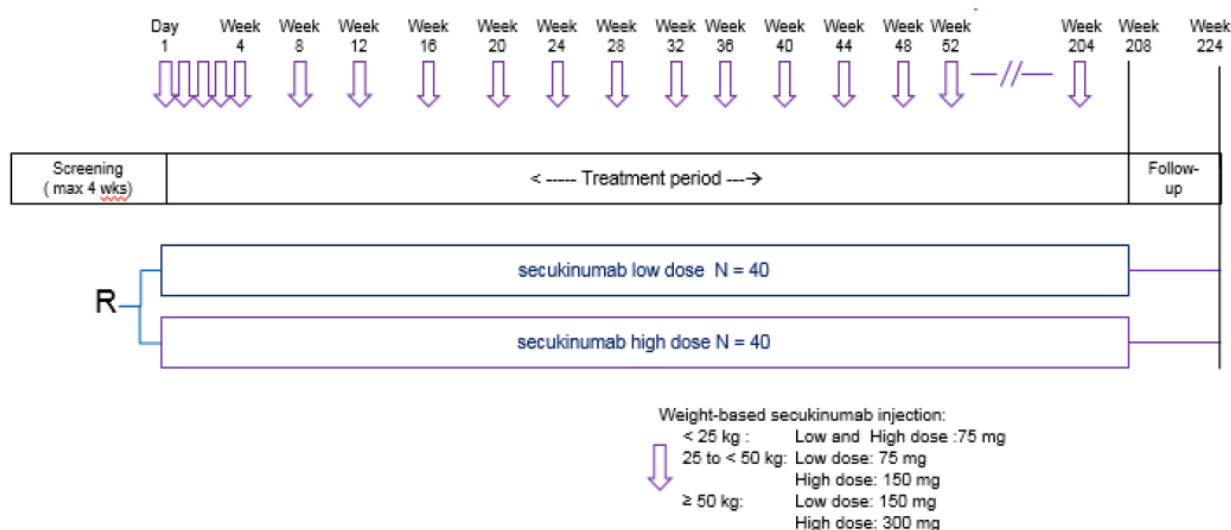 Day Week Week Week Week Week Week Week Week Week Week Week Week Week Week Week Week
1 4 8 12 16 20 24 28 32 36 40 44 48 52 204 208 224
—//—
Screening
( max 4 wks)
< ----- Treatment period ---→
Follow-
up
secukinumab low dose N = 40
R
secukinumab high dose N = 40
Weight-based secukinumab injection:
< 25 kg : Low and High dose :75 mg
25 to < 50 kg: Low dose: 75 mg
High dose: 150 mg
≥ 50 kg: Low dose: 150 mg
High dose: 300 mg